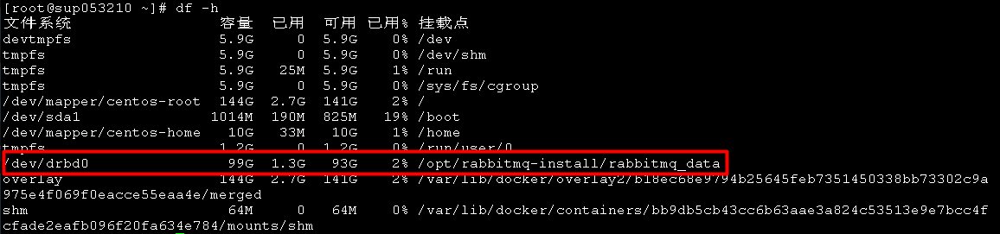 [root@sup053210 ~]# df -h
文件系统 容量 已用 可用 已用% 挂载点
devtmpfs 5.9G 0 5.9G 0% /dev
tmpfs 5.9G 0 5.9G 0% /dev/shm
tmpfs 5.9G 25M 5.9G 1% /run
tmpfs 5.9G 0 5.9G 0% /sys/fs/cgroup
/dev/mapper/centos-root 144G 2.7G 141G 2% /
/dev/sda1 1014M 190M 825M 19% /boot
/dev/mapper/centos-home 10G 33M 10G 1% /home
tmpfs 1.2G 0 1.2G 0% /run/user/0
/dev/drbd0 99G 1.3G 93G 2% /opt/rabbitmq-install/rabbitmq_data
overlay 144G 2.7G 141G 2% /var/lib/docker/overlay2/b18ec68e9794b25645feb7351450338bb73302c9a
975e4f069f0eacce55eaa4e/merged
shm 64M 0 64M 0% /var/lib/docker/containers/bb9db5cb43cc6b63aae3a824c53513e9e7bcc4f
cfade2eafb096f20fa634e784/mounts/shm